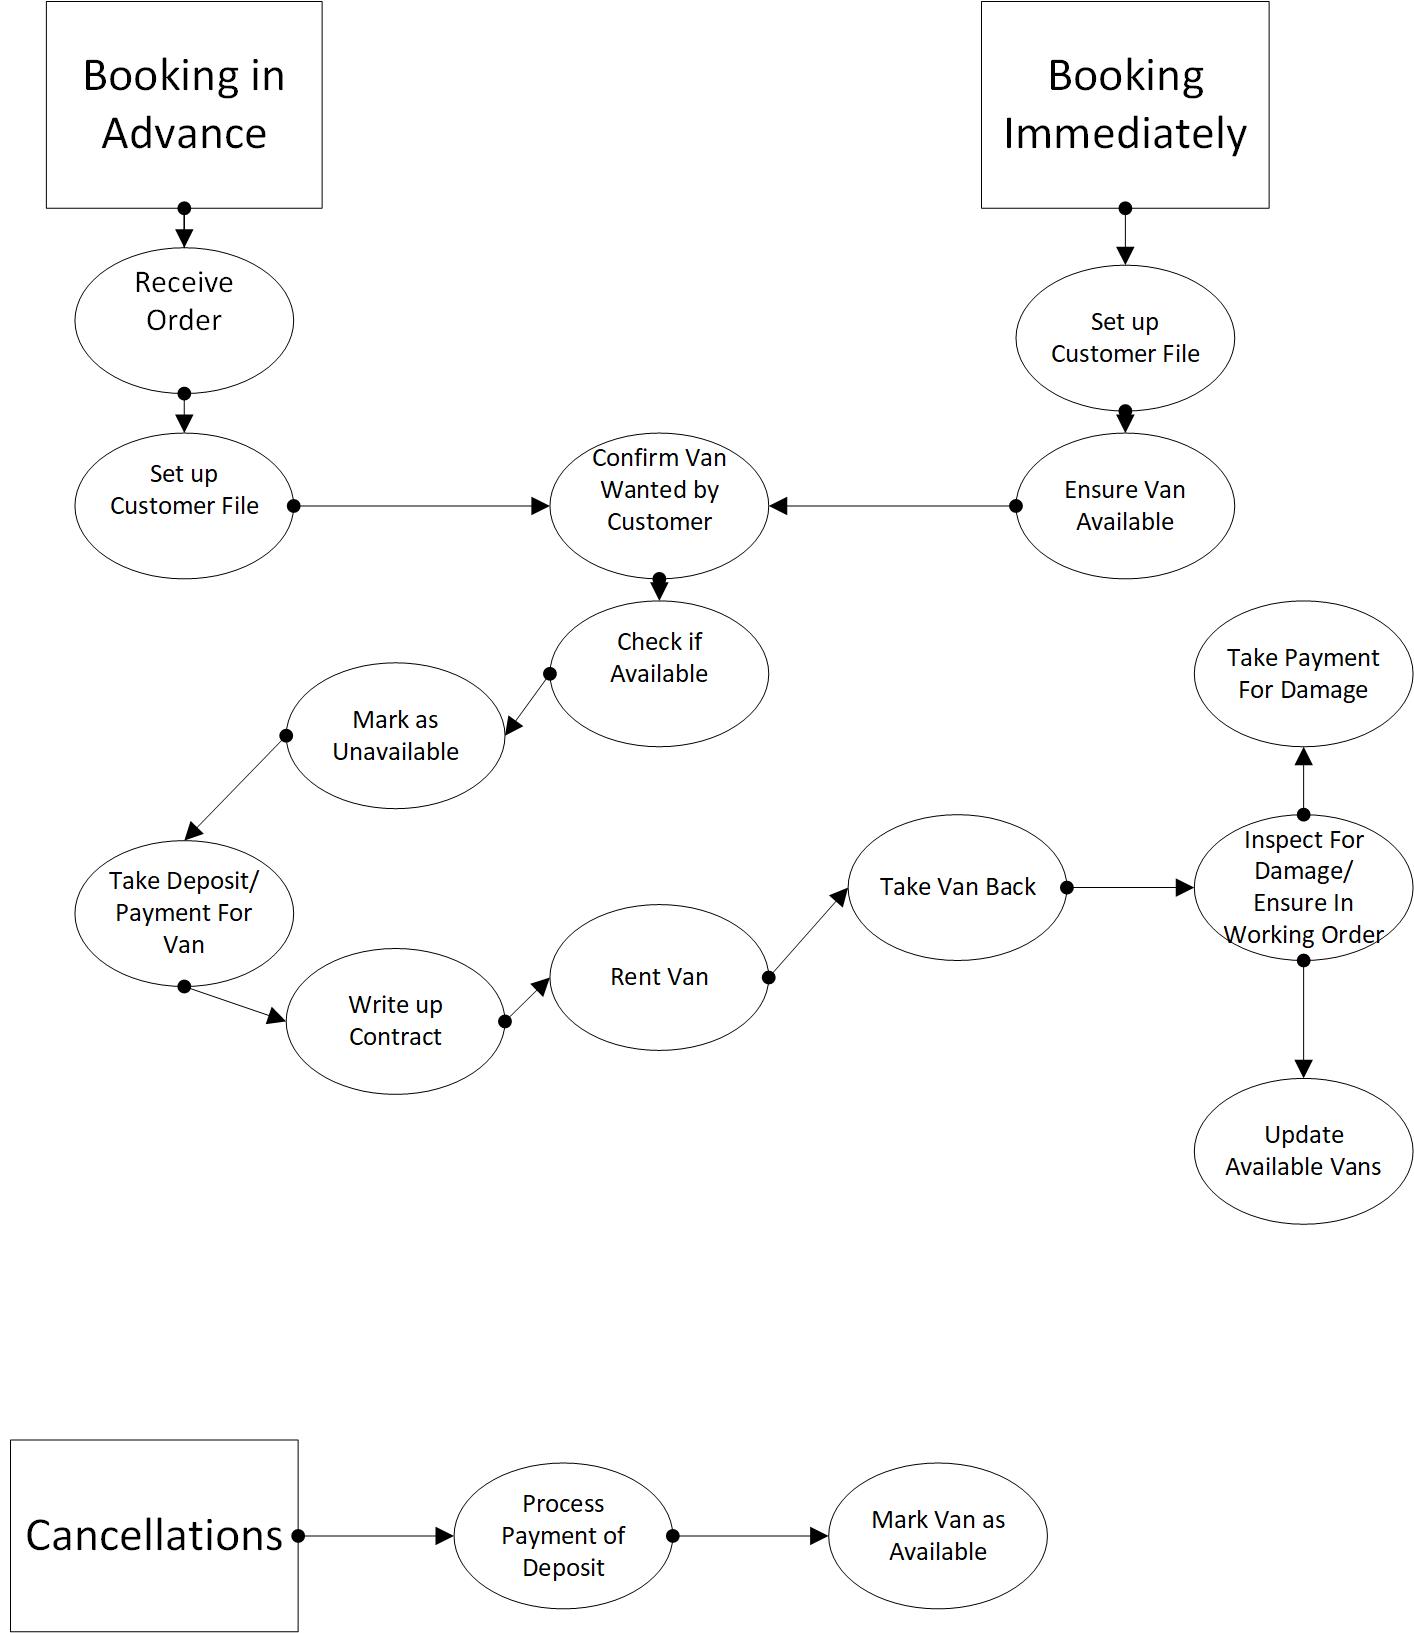 Booking in
Advance
Booking
Immediately
Receive
Order
Set up
Customer File
Set up
Customer File
Confirm Van
Wanted by
Customer
Ensure Van
Available
Check if
Available
Take Payment
For Damage
Mark as
Unavailable
Take Deposit/
Payment For
Van
Take Van Back
Inspect For
Damage/
Ensure In
Working Order
Write up
Contract
Rent Van
Update
Available Vans
Cancellations
Process
Payment of
Deposit
Mark Van as
Available